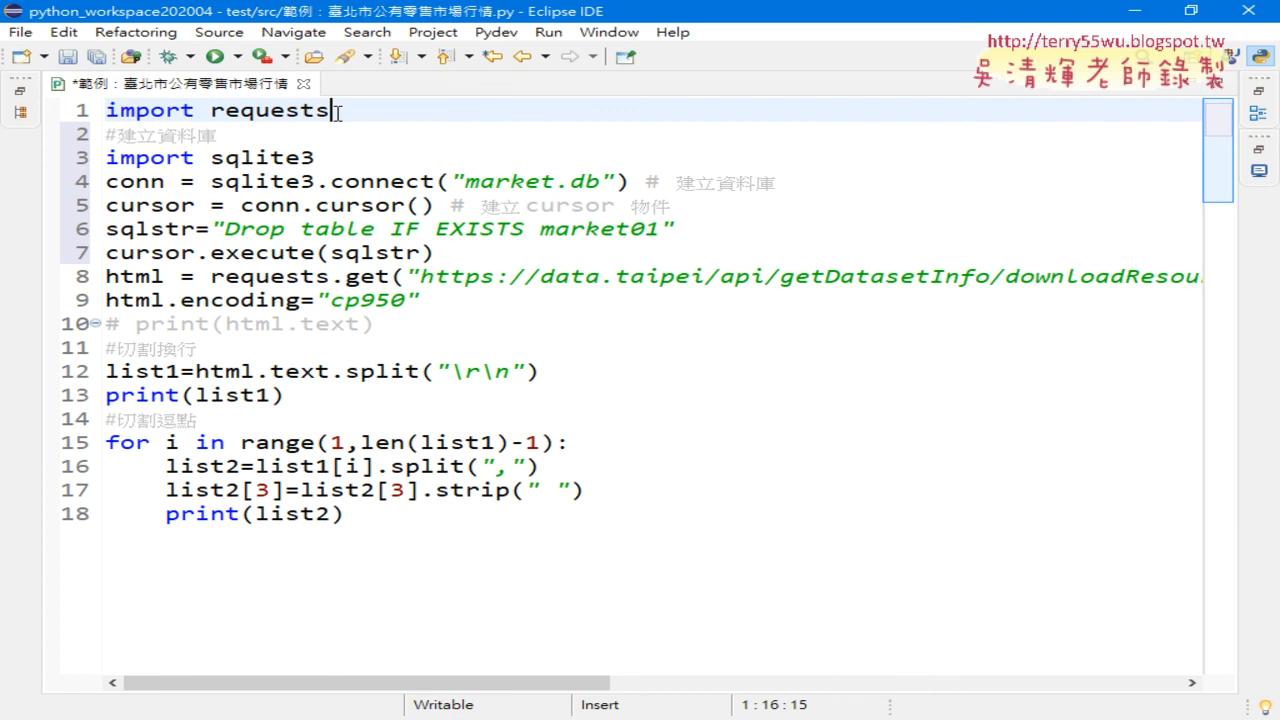 python_workspace202004 - test/src/範例：臺北市公有零售市場行情.py - Eclipse IDE
File Edit Refactoring Source Navigate Search Project Pydev Run Window Help
http://terry55wu.blogspot.tw
吳清輝老師錄製
*範例：臺北市公有零售市場行情
1 import requests
2 #建立資料庫
3 import sqlite3
4 conn = sqlite3.connect("market.db") # 建立資料庫
5 cursor = conn.cursor() # 建立 cursor 物件
6 sqlstr="Drop table IF EXISTS market01"
7 cursor.execute(sqlstr)
8 html = requests.get("https://data.taipei/api/getDatasetInfo/downloadResou
9 html.encoding="cp950"
10 # print(html.text)
11 #切割換行
12 list1=html.text.split("\r\n")
13 print(list1)
14 #切割逗點
15 for i in range(1,len(list1)-1):
16     list2=list1[i].split(",")
17     list2[3]=list2[3].strip(" ")
18     print(list2)
Writable Insert 1 : 16 : 15